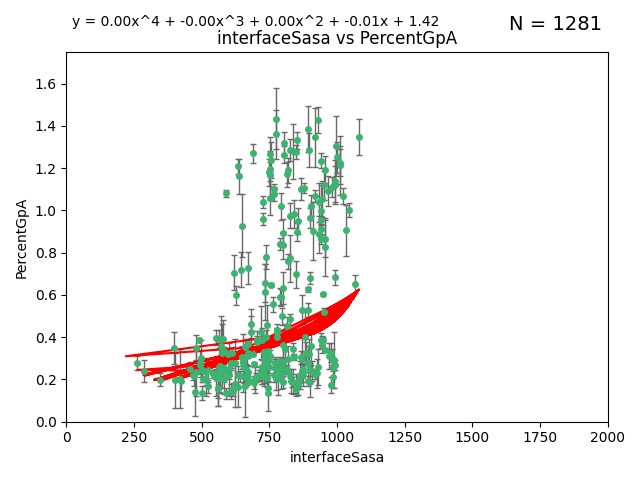 y = 0.00x^4 + -0.00x^3 + 0.00x^2 + -0.01x + 1.42
N = 1281
interfaceSasa vs PercentGpA
1.6
1.4
1.2
1.0
0.8
0.6
0.4
0.2
0.0
PercentGpA
0 250 500 750 1000 1250 1500 1750 2000
interfaceSasa